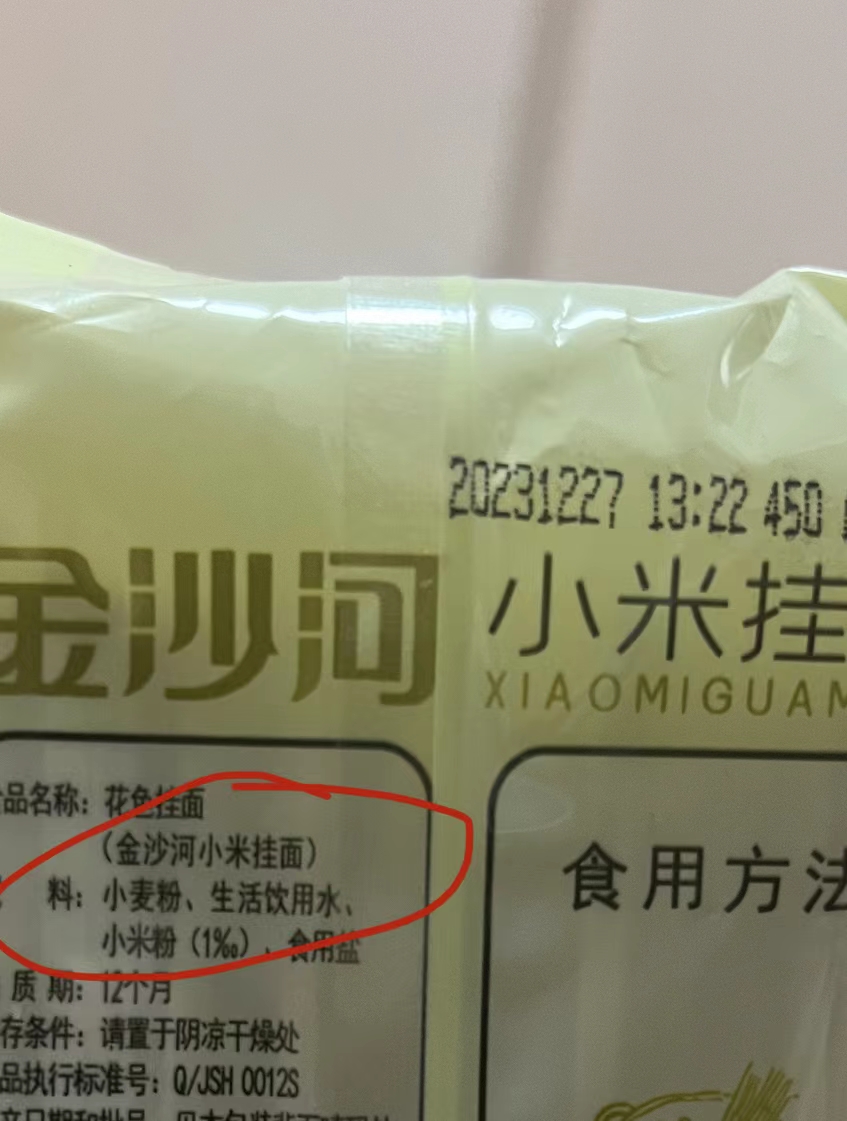 20231227 13:22 450
金沙河
小米挂
XIAOMIGUAM
品名称：花色挂面
（金沙河小米挂面）
料：小麦粉、生活饮用水、
小米粉（1‰）、食用盐
质期：12个月
存条件：请置于阴凉干燥处
品执行标准号：Q/JSH 0012S
食用方法